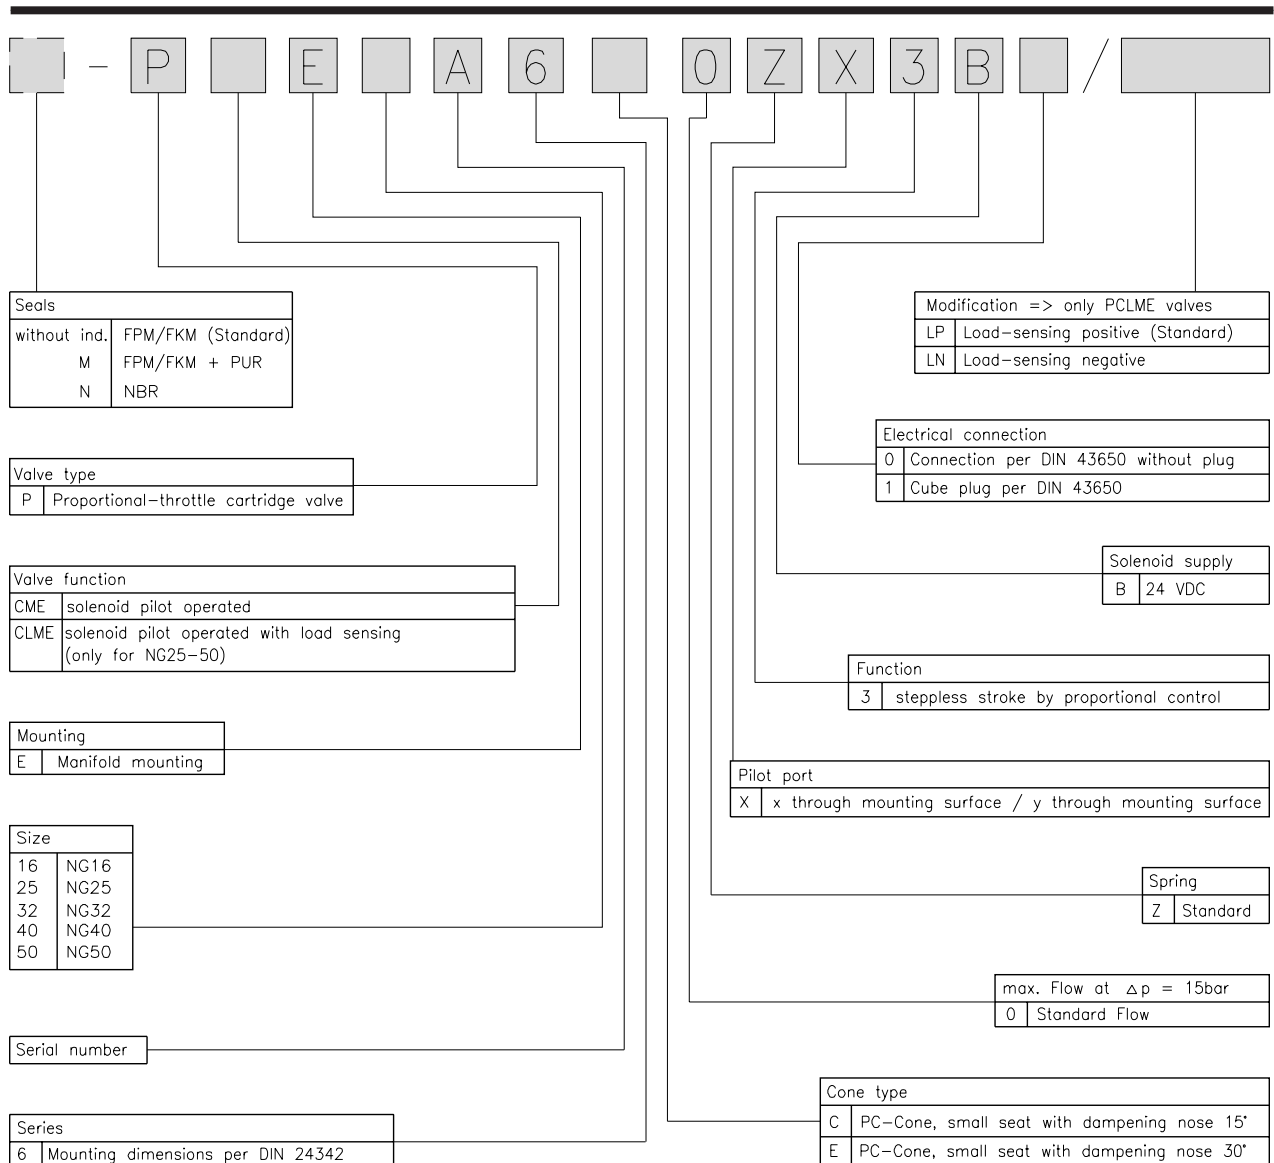 - P E A 6 0 Z X 3 B /
Seals
without ind. FPM/FKM (Standard)
M FPM/FKM + PUR
N NBR
Valve type
P Proportional-throttle cartridge valve
Valve function
CME solenoid pilot operated
CLME solenoid pilot operated with load sensing
(only for NG25-50)
Mounting
E Manifold mounting
Size
16 NG16
25 NG25
32 NG32
40 NG40
50 NG50
Serial number
Series
6 Mounting dimensions per DIN 24342
Modification => only PCLME valves
LP Load-sensing positive (Standard)
LN Load-sensing negative
Electrical connection
0 Connection per DIN 43650 without plug
1 Cube plug per DIN 43650
Solenoid supply
B 24 VDC
Function
3 steppless stroke by proportional control
Pilot port
X x through mounting surface / y through mounting surface
Spring
Z Standard
max. Flow at △p = 15bar
0 Standard Flow
Cone type
C PC-Cone, small seat with dampening nose 15°
E PC-Cone, small seat with dampening nose 30°